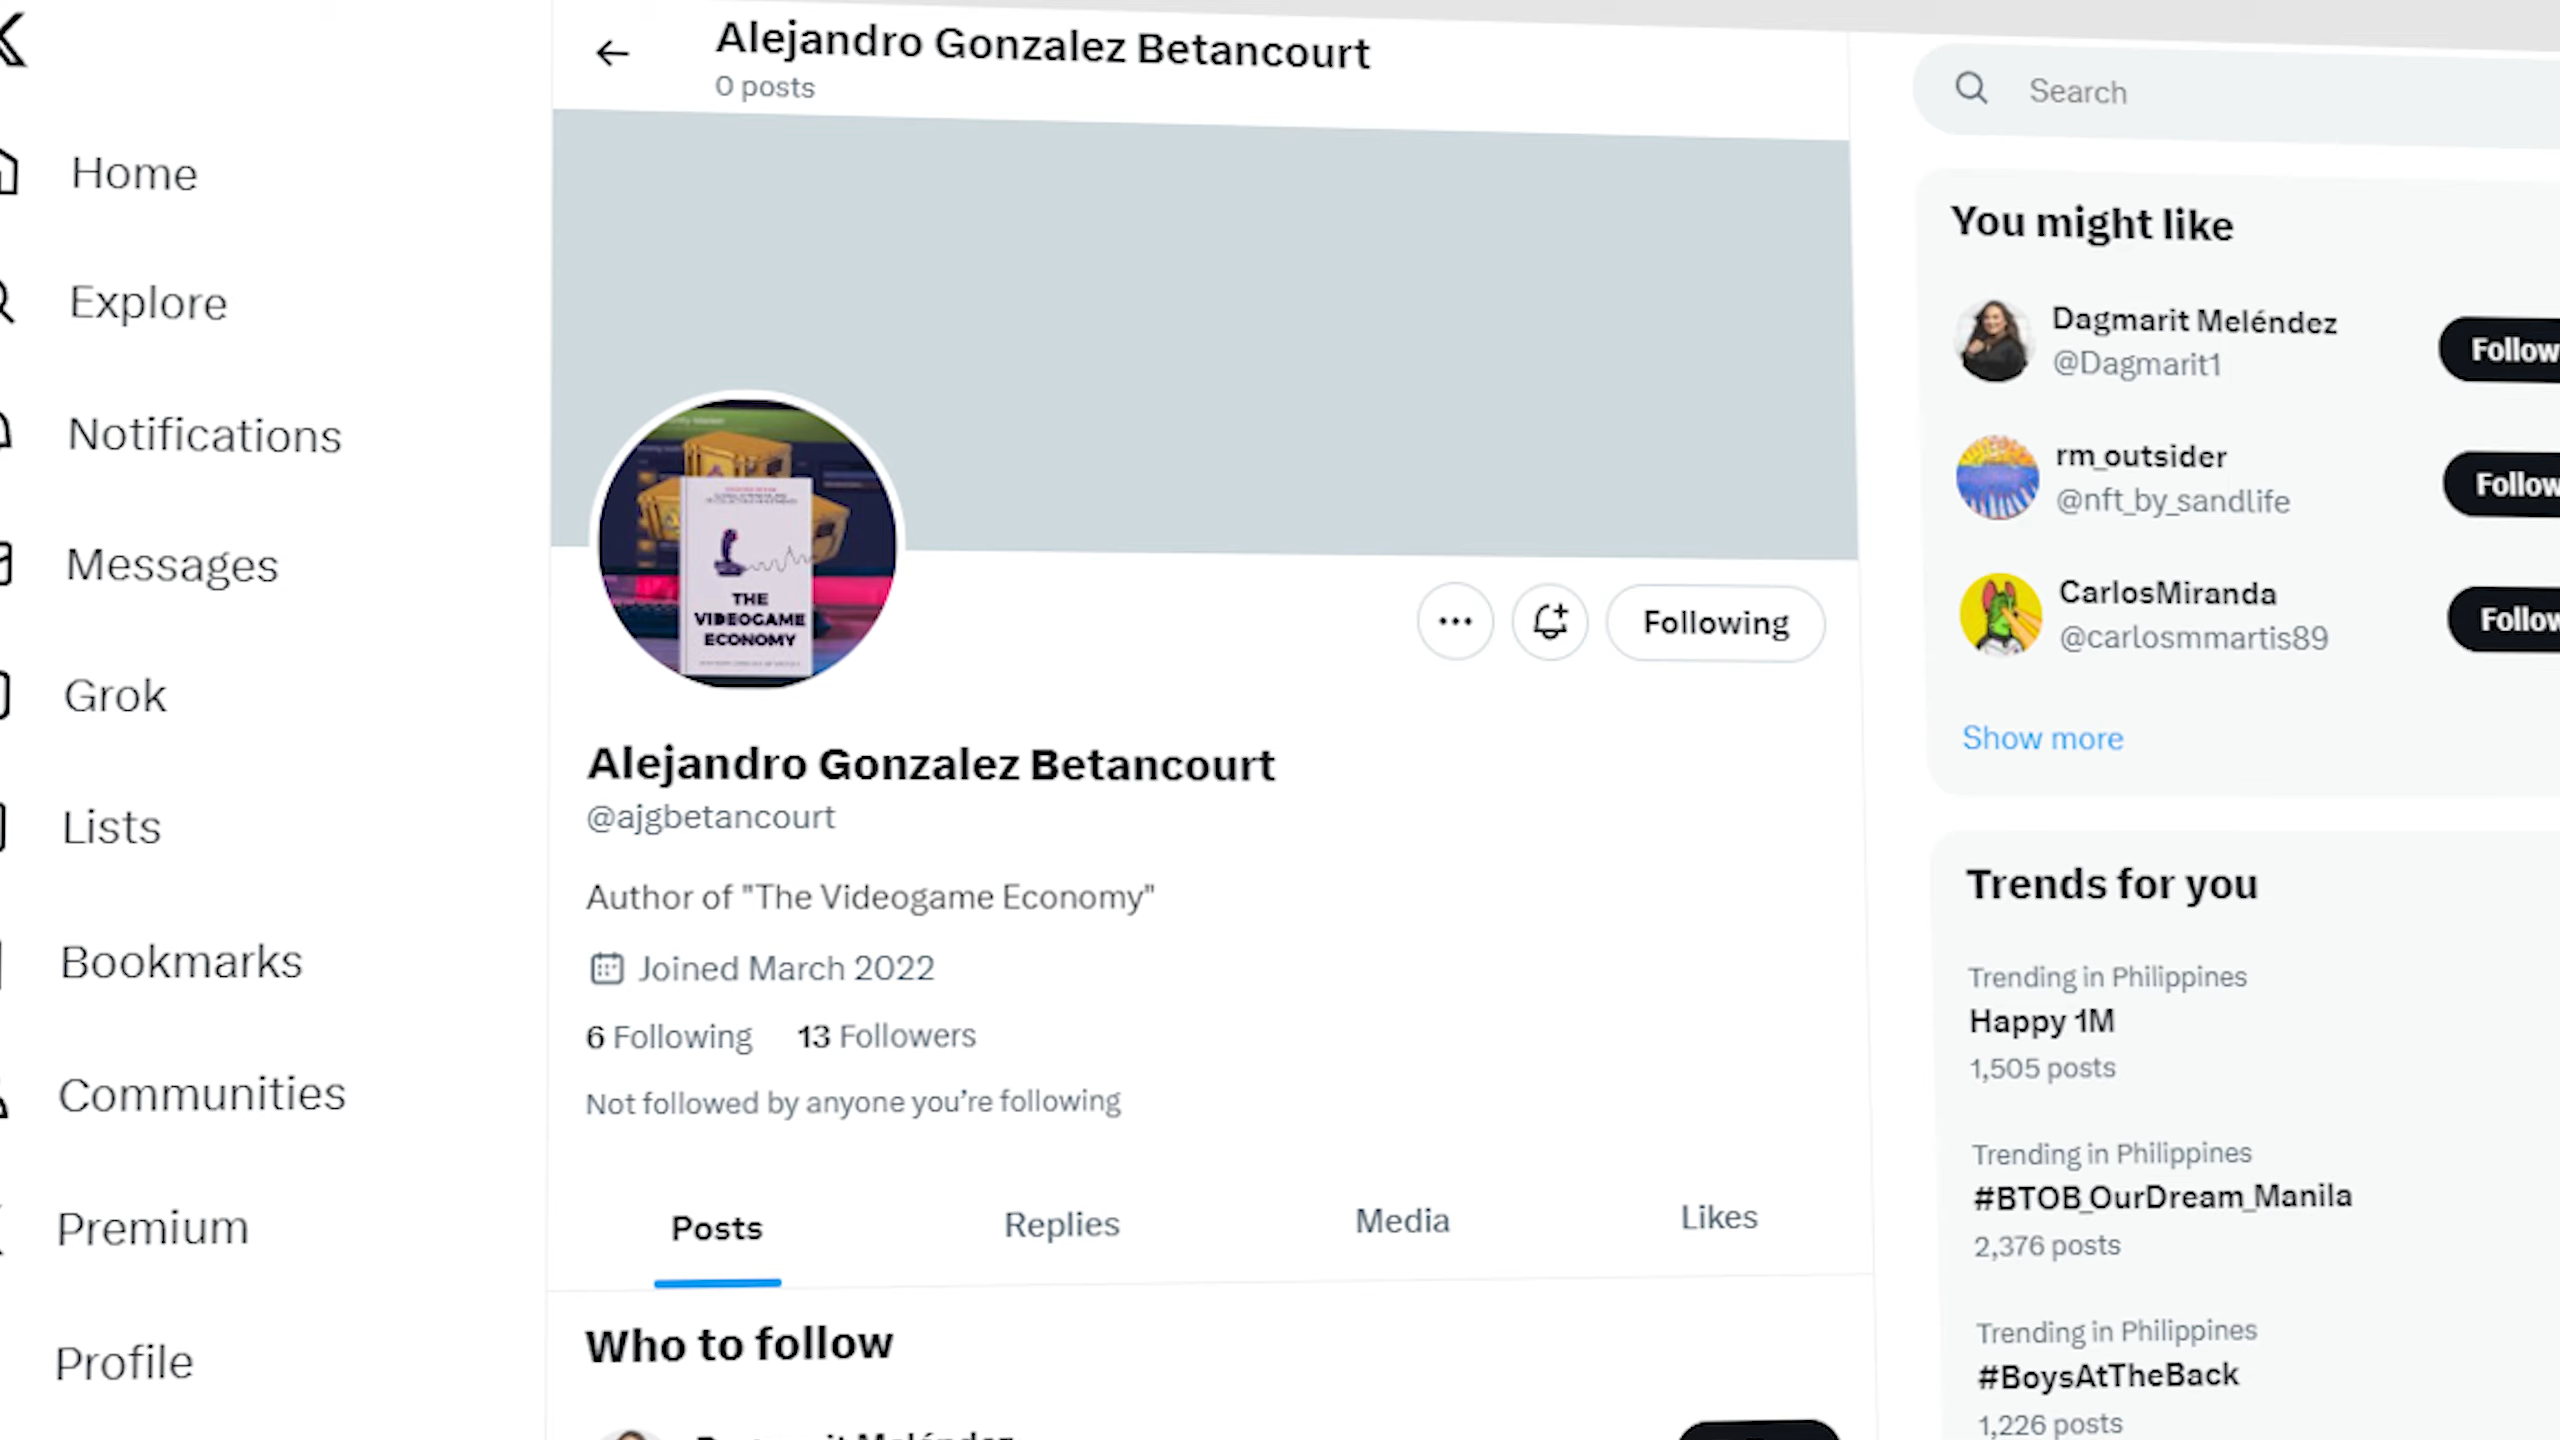 Home
Explore
Notifications
Messages
Grok
Lists
Bookmarks
Communities
Premium
Profile
Alejandro Gonzalez Betancourt
0 posts
THE
VIDEOGAME
ECONOMY
Following
Alejandro Gonzalez Betancourt
@ajgbetancourt
Author of "The Videogame Economy"
Joined March 2022
6 Following 13 Followers
Not followed by anyone you’re following
Posts Replies Media Likes
Who to follow
Search
You might like
Dagmarit Meléndez
@Dagmarit1
Follow
rm_outsider
@nft_by_sandlife
Follow
CarlosMiranda
@carlosmmartis89
Follow
Show more
Trends for you
Trending in Philippines
Happy 1M
1,505 posts
Trending in Philippines
#BTOB_OurDream_Manila
2,376 posts
Trending in Philippines
#BoysAtTheBack
1,226 posts